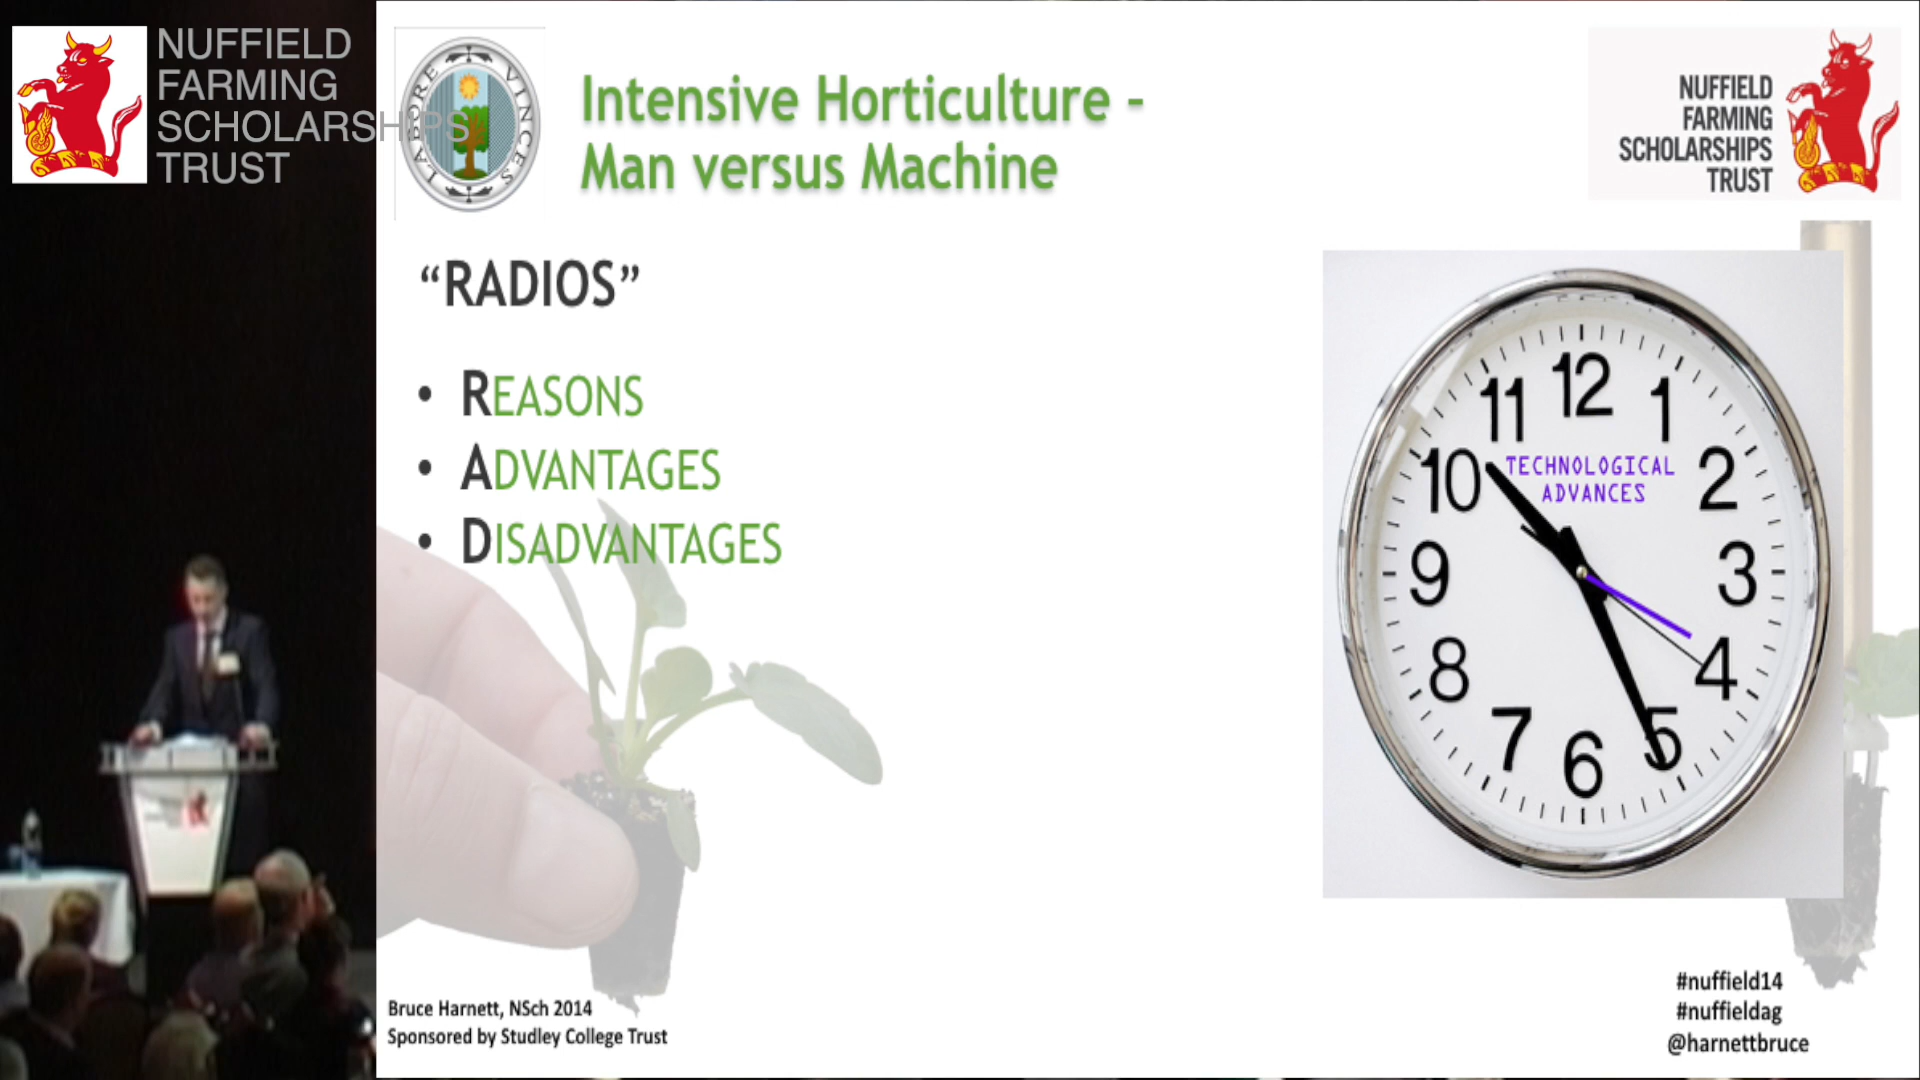 NUFFIELD
FARMING
SCHOLARSHIPS
TRUST
LABORE VINCES
Intensive Horticulture -
Man versus Machine
NUFFIELD
FARMING
SCHOLARSHIPS
TRUST
“RADIOS”
• REASONS
• ADVANTAGES
• DISADVANTAGES
12
11 1
10 2
TECHNOLOGICAL
ADVANCES
9 3
8 4
7 5
6
Bruce Harnett, NSch 2014
Sponsored by Studley College Trust
#nuffield14
#nuffieldag
@harnettbruce